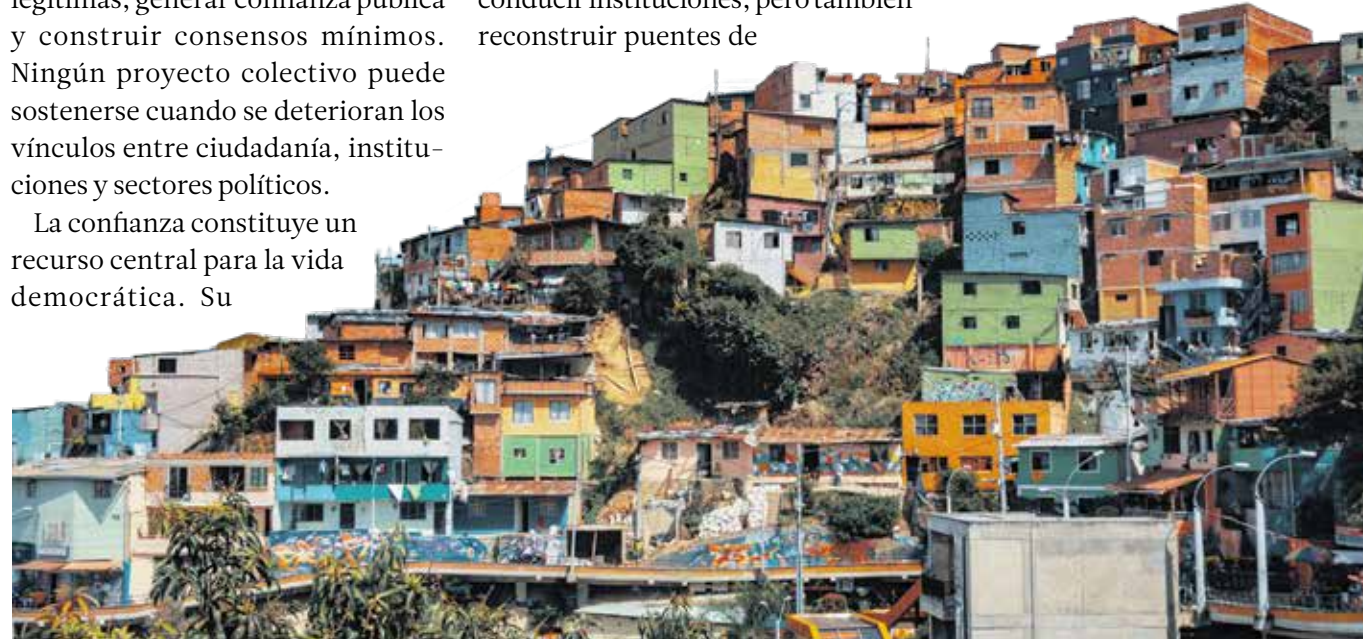 legítimas, generar confianza pública
y construir consensos mínimos.
Ningún proyecto colectivo puede
sostenerse cuando se deterioran los
vínculos entre ciudadanía, institu-
ciones y sectores políticos.
La confianza constituye un
recurso central para la vida
democrática. Su
conducir instituciones, pero también
reconstruir puentes de